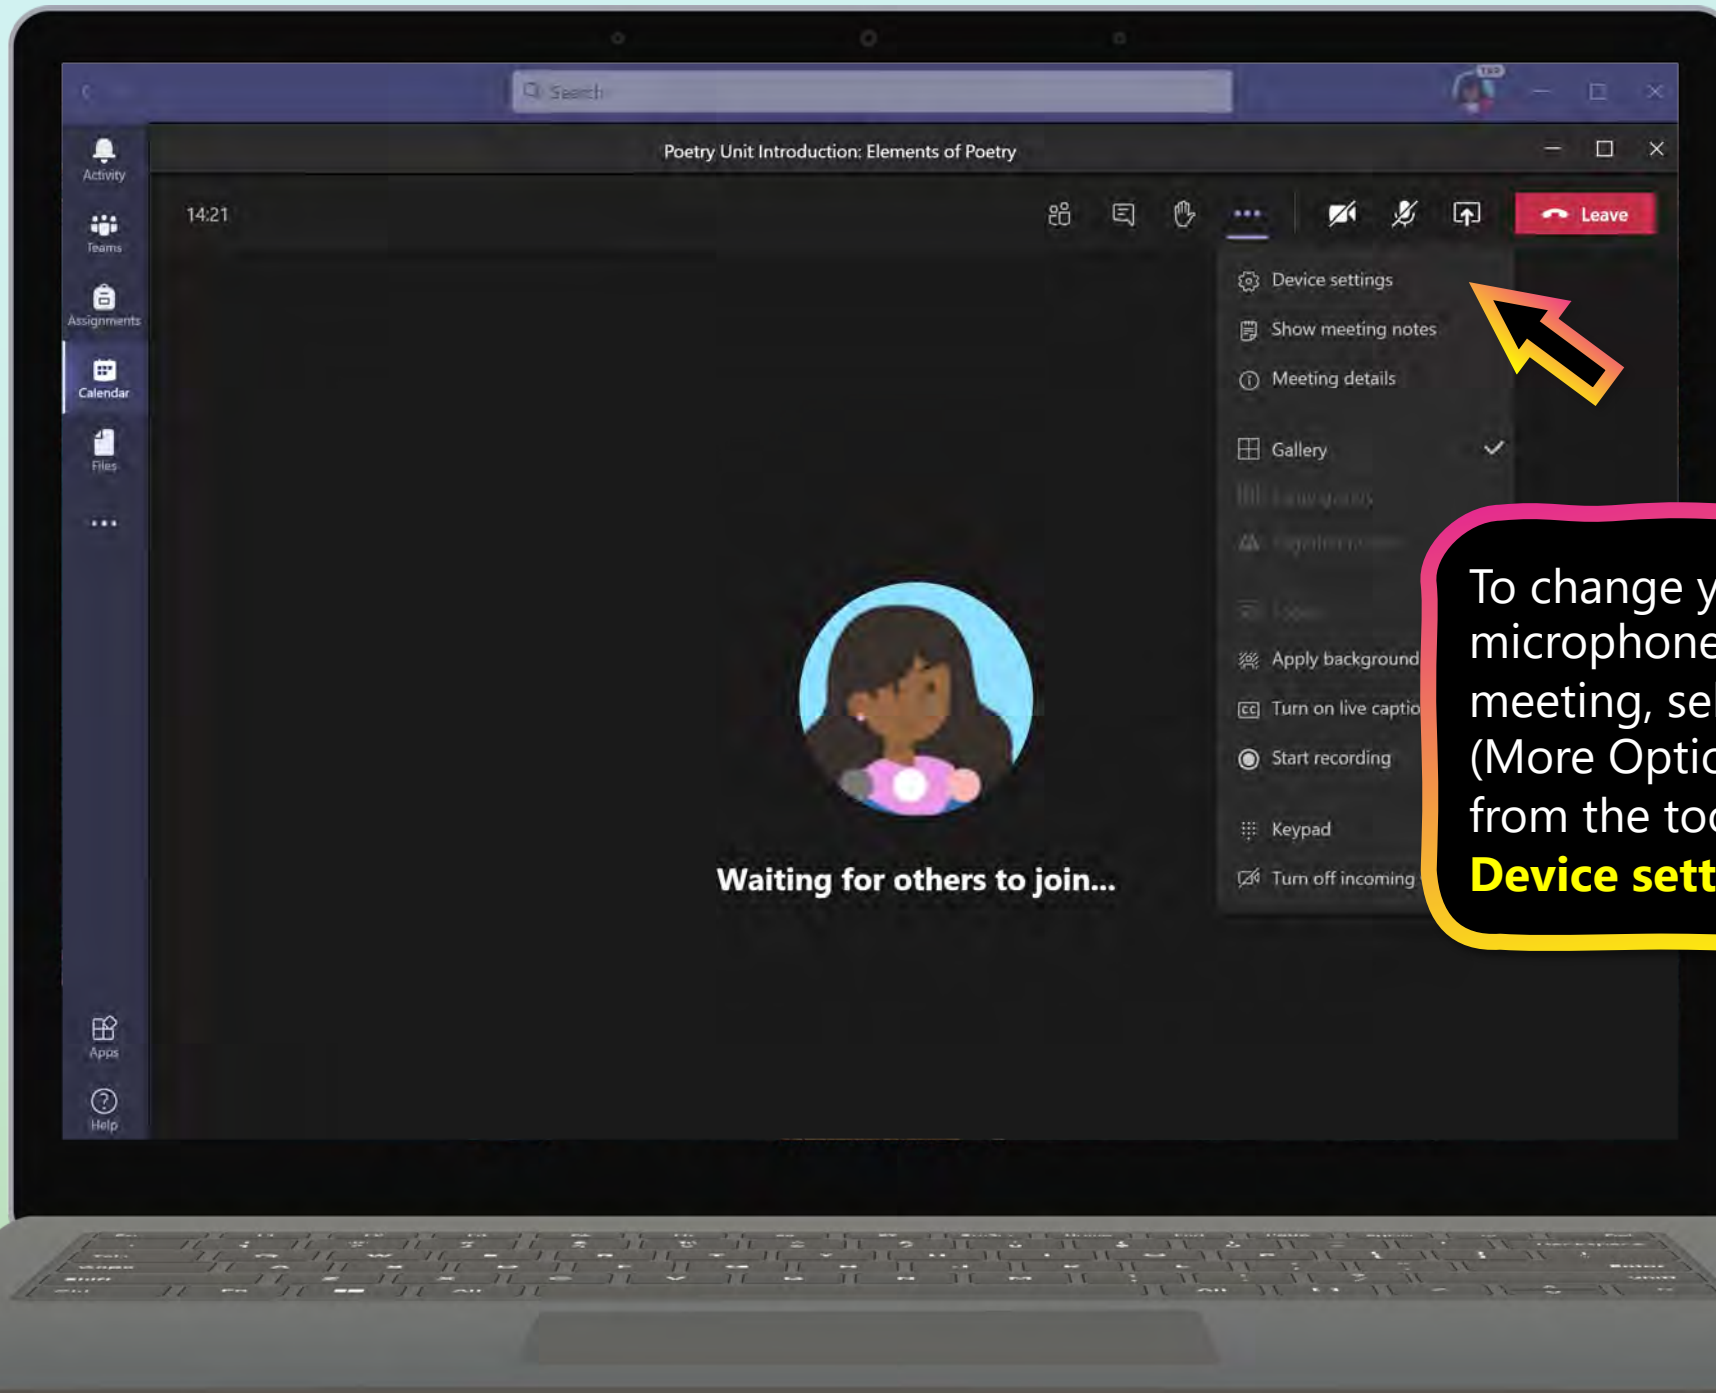 Search
Poetry Unit Introduction: Elements of Poetry
Activity
Teams
Assignments
Calendar
Files
14:21
Leave
Device settings
Show meeting notes
Meeting details
Gallery
Apply background
Turn on live captio
Start recording
Keypad
Turn off incoming
Waiting for others to join...
To change y
microphone
meeting, sel
(More Optio
from the too
Device sett
Apps
Help